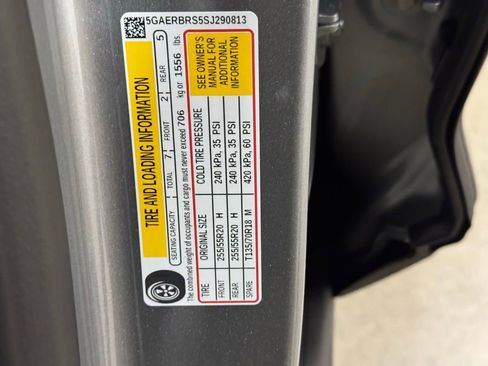 5GAERBRS5SJ290813
TIRE AND LOADING INFORMATION
SEATING CAPACITY TOTAL 7 FRONT 2 REAR 5
The combined weight of occupants and cargo must never exceed 706 kg or 1556 lbs.
TIRE ORIGINAL SIZE COLD TIRE PRESSURE
FRONT 255/55R20 H 240 kPa, 35 PSI
REAR 255/55R20 H 240 kPa, 35 PSI
SPARE T135/70R18 M 420 kPa, 60 PSI
SEE OWNER'S
MANUAL FOR
ADDITIONAL
INFORMATION